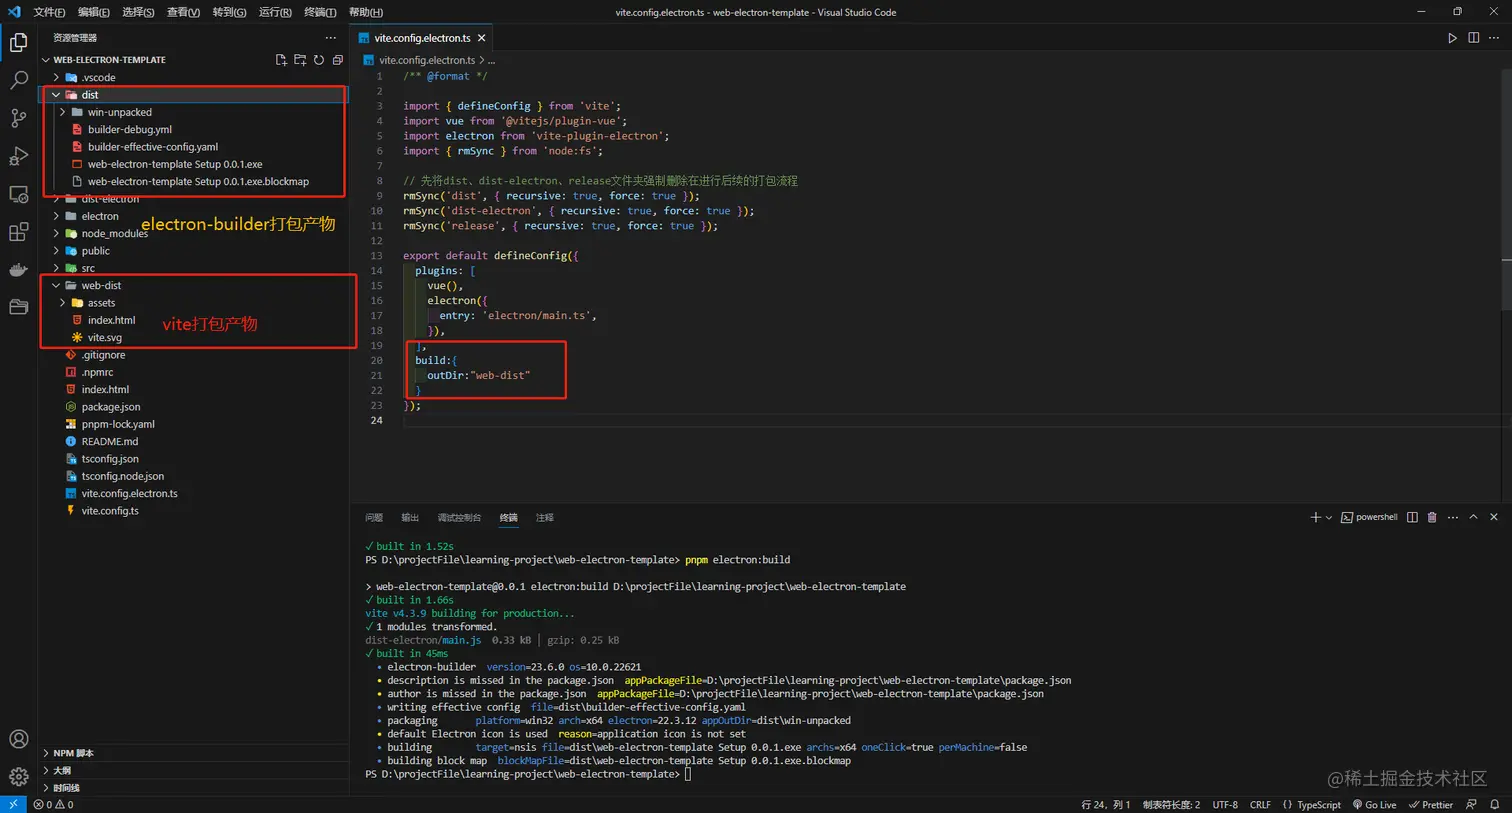 文件(F) 编辑(E) 选择(S) 查看(V) 转到(G) 运行(R) 终端(T) 帮助(H)
vite.config.electron.ts - web-electron-template - Visual Studio Code
资源管理器
WEB-ELECTRON-TEMPLATE
.vscode
dist
win-unpacked
builder-debug.yml
builder-effective-config.yaml
web-electron-template Setup 0.0.1.exe
web-electron-template Setup 0.0.1.exe.blockmap
dist-electron
electron
electron-builder打包产物
node_modules
public
src
web-dist
assets
index.html
vite打包产物
vite.svg
.gitignore
.npmrc
index.html
package.json
pnpm-lock.yaml
README.md
tsconfig.json
tsconfig.node.json
vite.config.electron.ts
vite.config.ts
NPM 脚本
大纲
时间线
vite.config.electron.ts
vite.config.electron.ts > ...
1 /** @format */
2
3 import { defineConfig } from 'vite';
4 import vue from '@vitejs/plugin-vue';
5 import electron from 'vite-plugin-electron';
6 import { rmSync } from 'node:fs';
7
8 // 先将dist、dist-electron、release文件夹强制删除在进行后续的打包流程
9 rmSync('dist', { recursive: true, force: true });
10 rmSync('dist-electron', { recursive: true, force: true });
11 rmSync('release', { recursive: true, force: true });
12
13 export default defineConfig({
14 plugins: [
15 vue(),
16 electron({
17 entry: 'electron/main.ts',
18 }),
19 ],
20 build:{
21 outDir:"web-dist"
22 }
23 });
24
问题 输出 调试控制台 终端 注释
powershell
✓ built in 1.52s
PS D:\projectFile\learning-project\web-electron-template> pnpm electron:build
> web-electron-template@0.0.1 electron:build D:\projectFile\learning-project\web-electron-template
✓ built in 1.66s
vite v4.3.9 building for production...
✓ 1 modules transformed.
dist-electron/main.js 0.33 kB │ gzip: 0.25 kB
✓ built in 45ms
• electron-builder version=23.6.0 os=10.0.22621
• description is missed in the package.json appPackageFile=D:\projectFile\learning-project\web-electron-template\package.json
• author is missed in the package.json appPackageFile=D:\projectFile\learning-project\web-electron-template\package.json
• writing effective config file=dist\builder-effective-config.yaml
• packaging platform=win32 arch=x64 electron=22.3.12 appOutDir=dist\win-unpacked
• default Electron icon is used reason=application icon is not set
• building target=nsis file=dist\web-electron-template Setup 0.0.1.exe archs=x64 oneClick=true perMachine=false
• building block map blockMapFile=dist\web-electron-template Setup 0.0.1.exe.blockmap
PS D:\projectFile\learning-project\web-electron-template>
@稀土掘金技术社区
0 0
行 24，列 1 制表符长度: 2 UTF-8 CRLF {} TypeScript Go Live Prettier